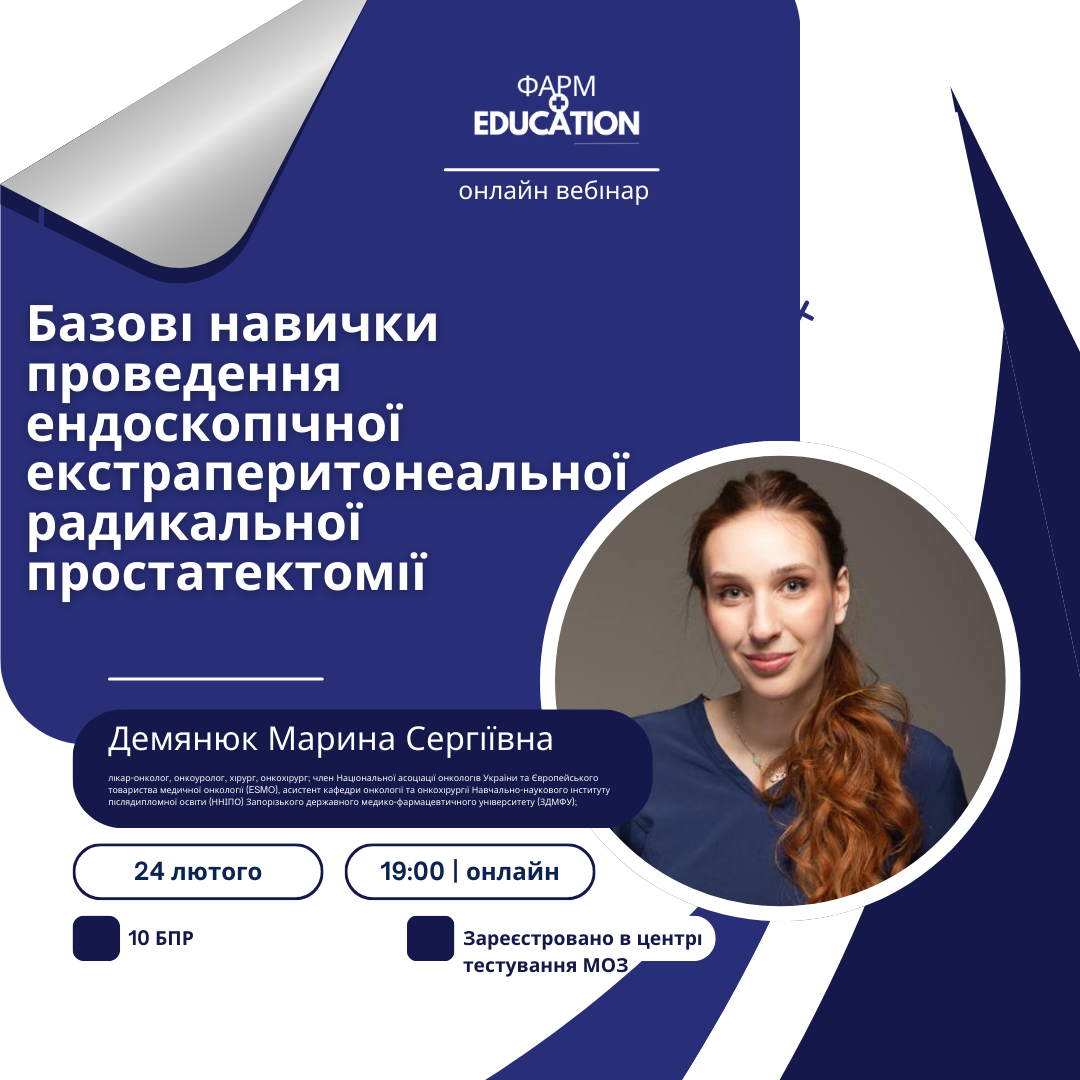 ФАРМ
EDUCATION
онлайн вебінар
Базові навички
проведення
ендоскопічної
екстраперитонеальної
радикальної
простатектомії
Демянюк Марина Сергіївна
лікар-онколог, онкоуролог, хірург, онкохірург; член Національної асоціації онкологів України та Європейського
товариства медичної онкології (ESMO), асистент кафедри онкології та онкохірургії Навчально-наукового інституту
післядипломної освіти (ННІПО) Запорізького державного медико-фармацевтичного університету (ЗДМФУ);
24 лютого
19:00 | онлайн
10 БПР
Зареєстровано в центрі
тестування МОЗ